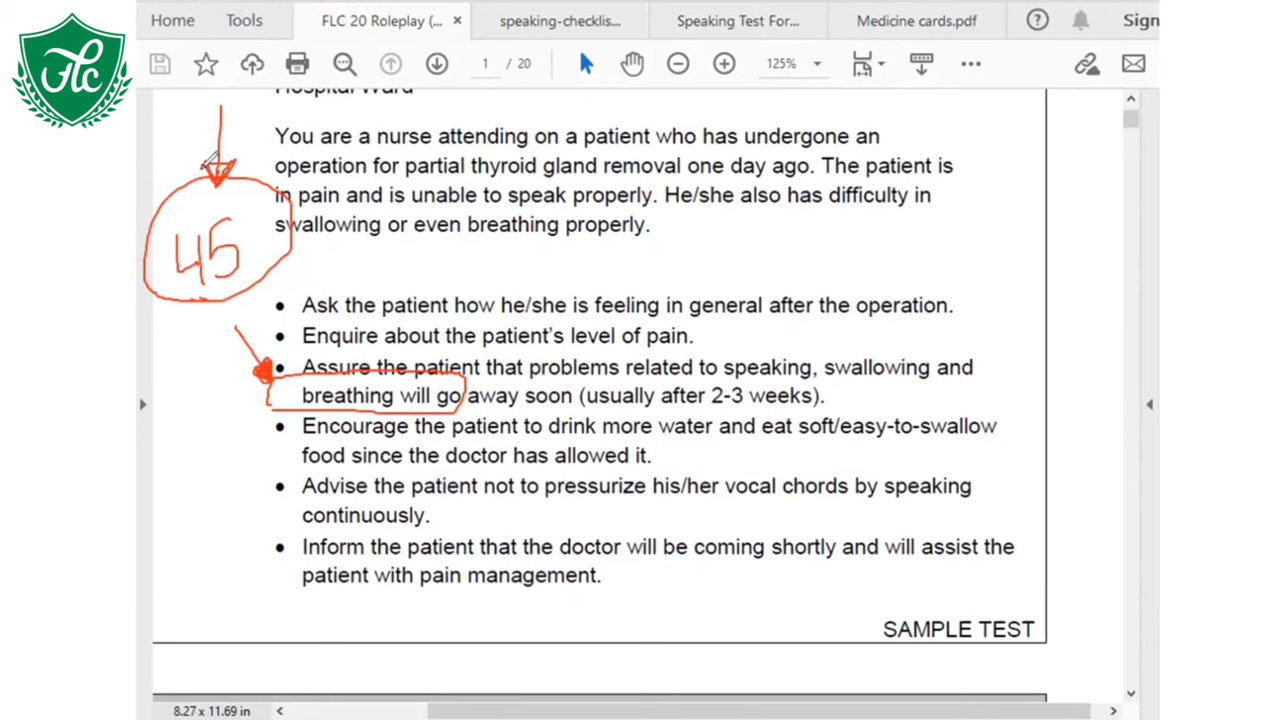 Home Tools FLC 20 Roleplay (... × speaking-checklis... Speaking Test For... Medicine cards.pdf Sign
FLC
1 / 20 125%
Hospital Ward
You are a nurse attending on a patient who has undergone an
operation for partial thyroid gland removal one day ago. The patient is
in pain and is unable to speak properly. He/she also has difficulty in
swallowing or even breathing properly.
45
• Ask the patient how he/she is feeling in general after the operation.
• Enquire about the patient's level of pain.
• Assure the patient that problems related to speaking, swallowing and
breathing will go away soon (usually after 2-3 weeks).
• Encourage the patient to drink more water and eat soft/easy-to-swallow
food since the doctor has allowed it.
• Advise the patient not to pressurize his/her vocal chords by speaking
continuously.
• Inform the patient that the doctor will be coming shortly and will assist the
patient with pain management.
SAMPLE TEST
8.27 x 11.69 in